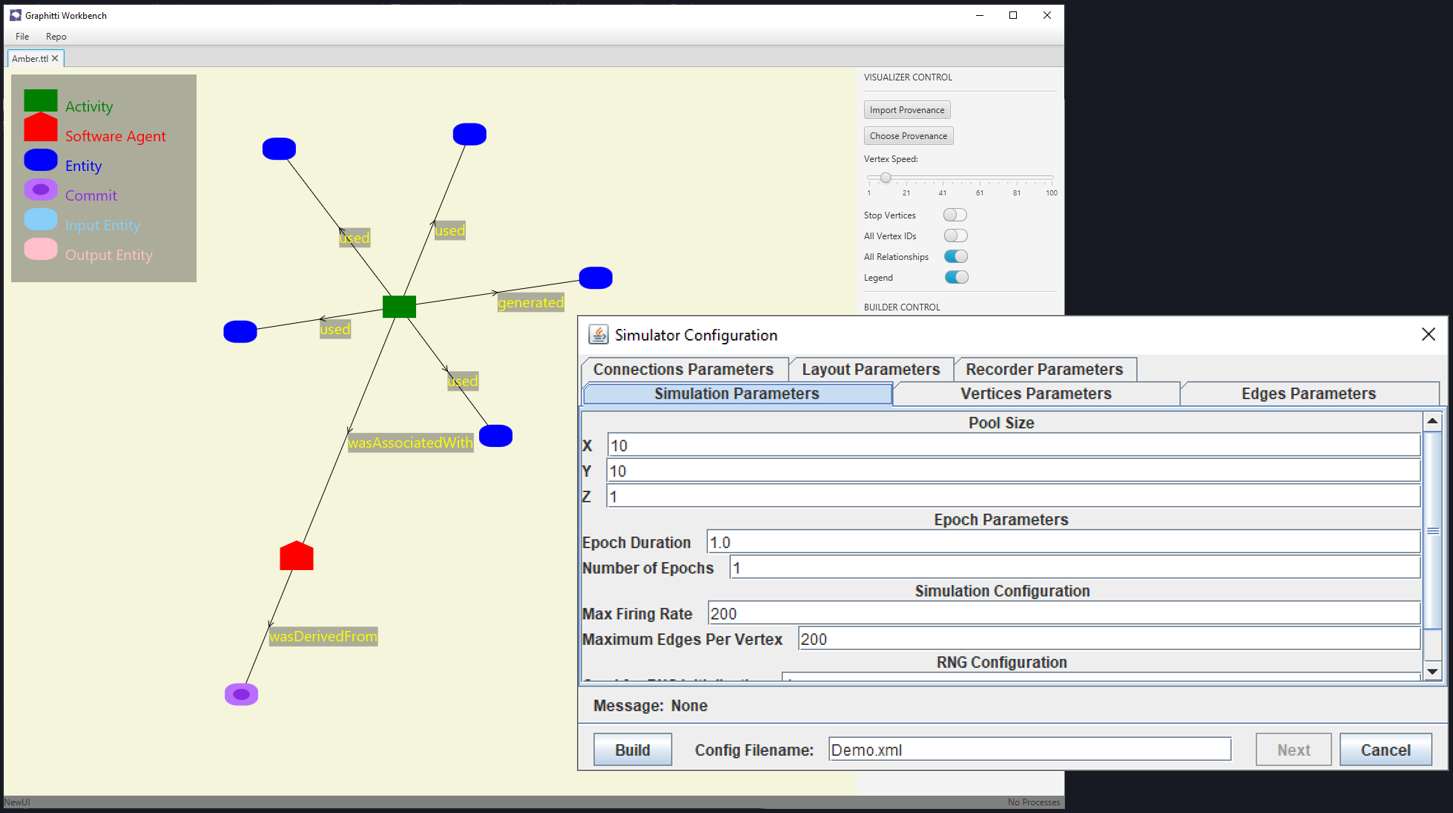 Graphitti Workbench
File Repo
Amber.ttl
Activity
Software Agent
Entity
Commit
Input Entity
Output Entity
used
used
generated
used
used
wasAssociatedWith
wasDerivedFrom
VISUALIZER CONTROL
Import Provenance
Choose Provenance
Vertex Speed:
1 21 41 61 81 100
Stop Vertices
All Vertex IDs
All Relationships
Legend
BUILDER CONTROL
Simulator Configuration
Connections Parameters Layout Parameters Recorder Parameters
Simulation Parameters Vertices Parameters Edges Parameters
Pool Size
X 10
Y 10
Z 1
Epoch Parameters
Epoch Duration 1.0
Number of Epochs 1
Simulation Configuration
Max Firing Rate 200
Maximum Edges Per Vertex 200
RNG Configuration
Message: None
Build Config Filename: Demo.xml Next Cancel
NewUI No Processes